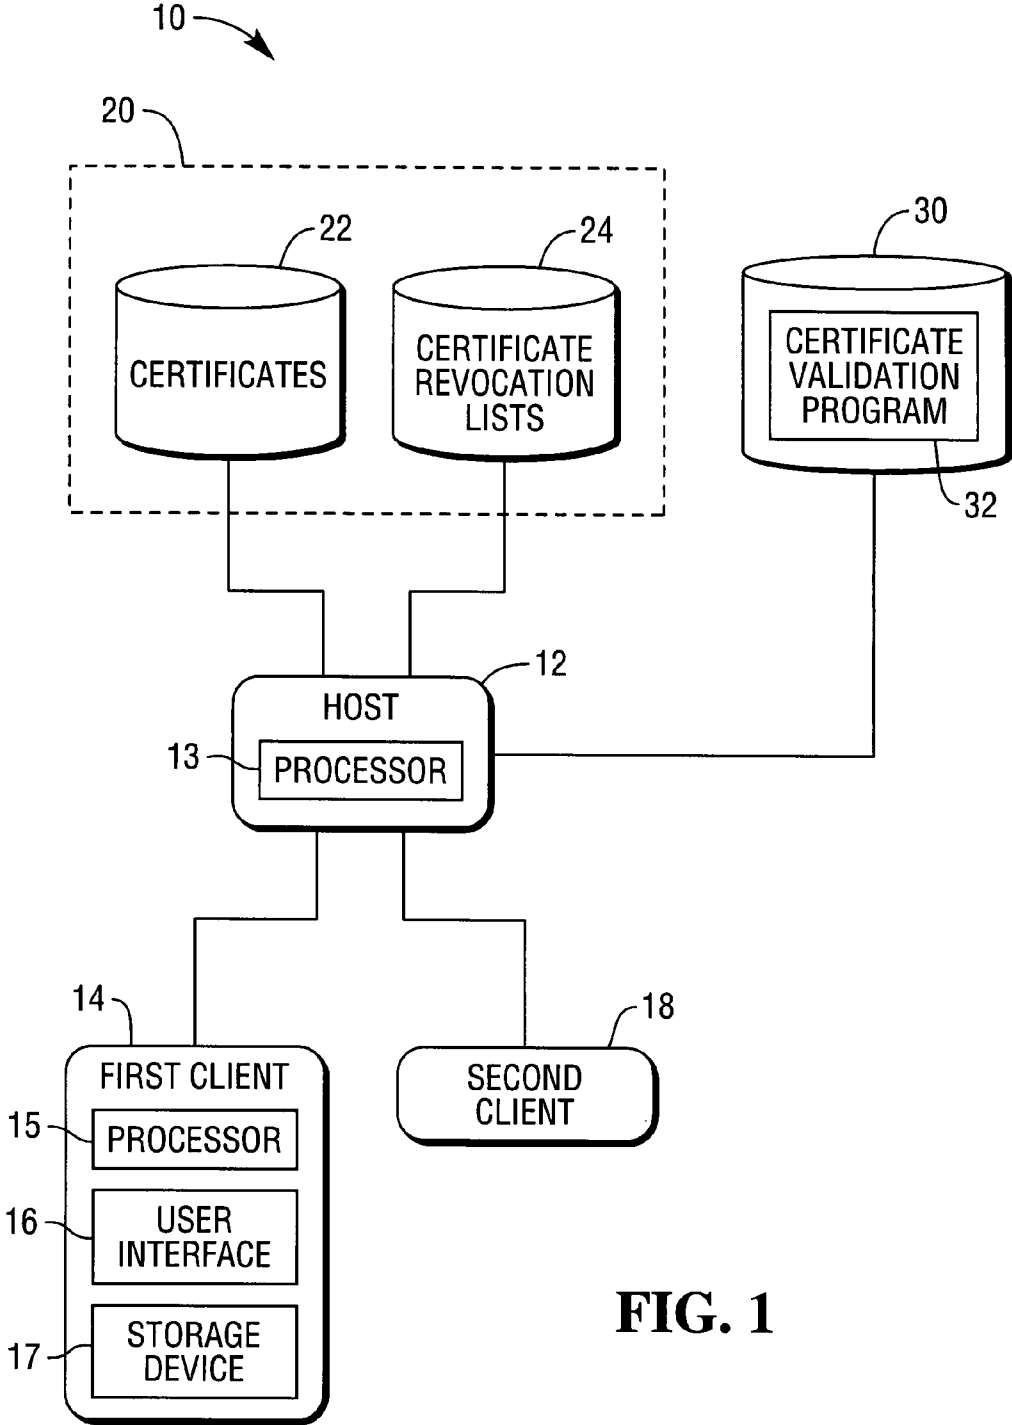 10
20
22
24
30
CERTIFICATES
CERTIFICATE
REVOCATION
LISTS
CERTIFICATE
VALIDATION
PROGRAM
32
12
HOST
13
PROCESSOR
14
18
FIRST CLIENT
SECOND
CLIENT
15
PROCESSOR
16
USER
INTERFACE
17
STORAGE
DEVICE
FIG. 1